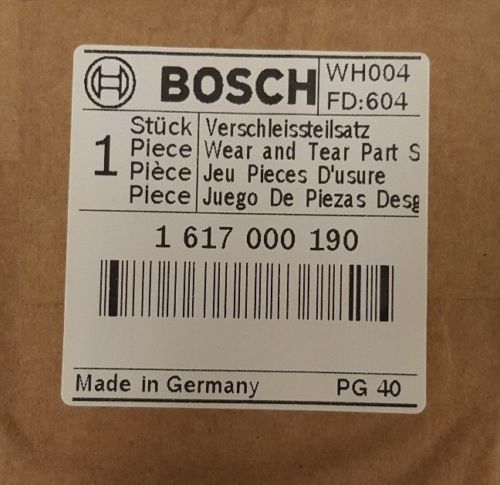 BOSCH
WH004
FD:604
1
Stück Verschleissteilsatz
Piece Wear and Tear Part S
Pièce Jeu Pieces D'usure
Piece Juego De Piezas Desg
1 617 000 190
Made in Germany PG 40